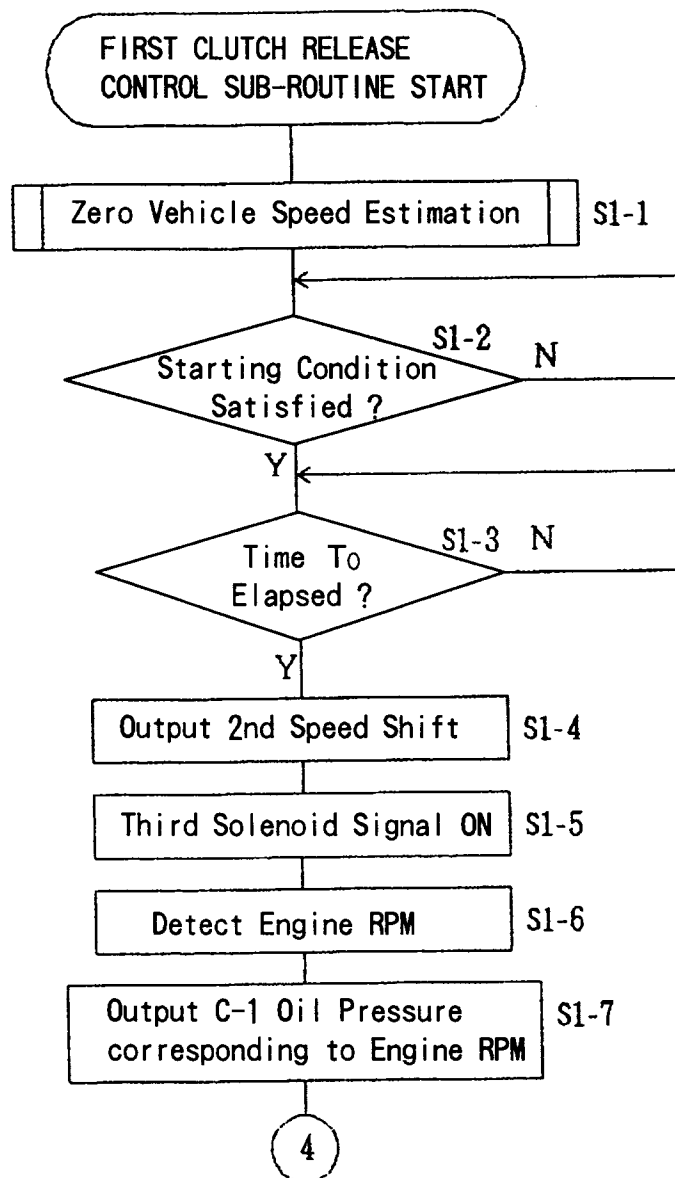 FIRST CLUTCH RELEASE
CONTROL SUB-ROUTINE START
Zero Vehicle Speed Estimation
S1-1
S1-2
Starting Condition
Satisfied ?
N
Y
S1-3
N
Time T0
Elapsed ?
Y
Output 2nd Speed Shift
S1-4
Third Solenoid Signal ON
S1-5
Detect Engine RPM
S1-6
Output C-1 Oil Pressure
corresponding to Engine RPM
S1-7
4